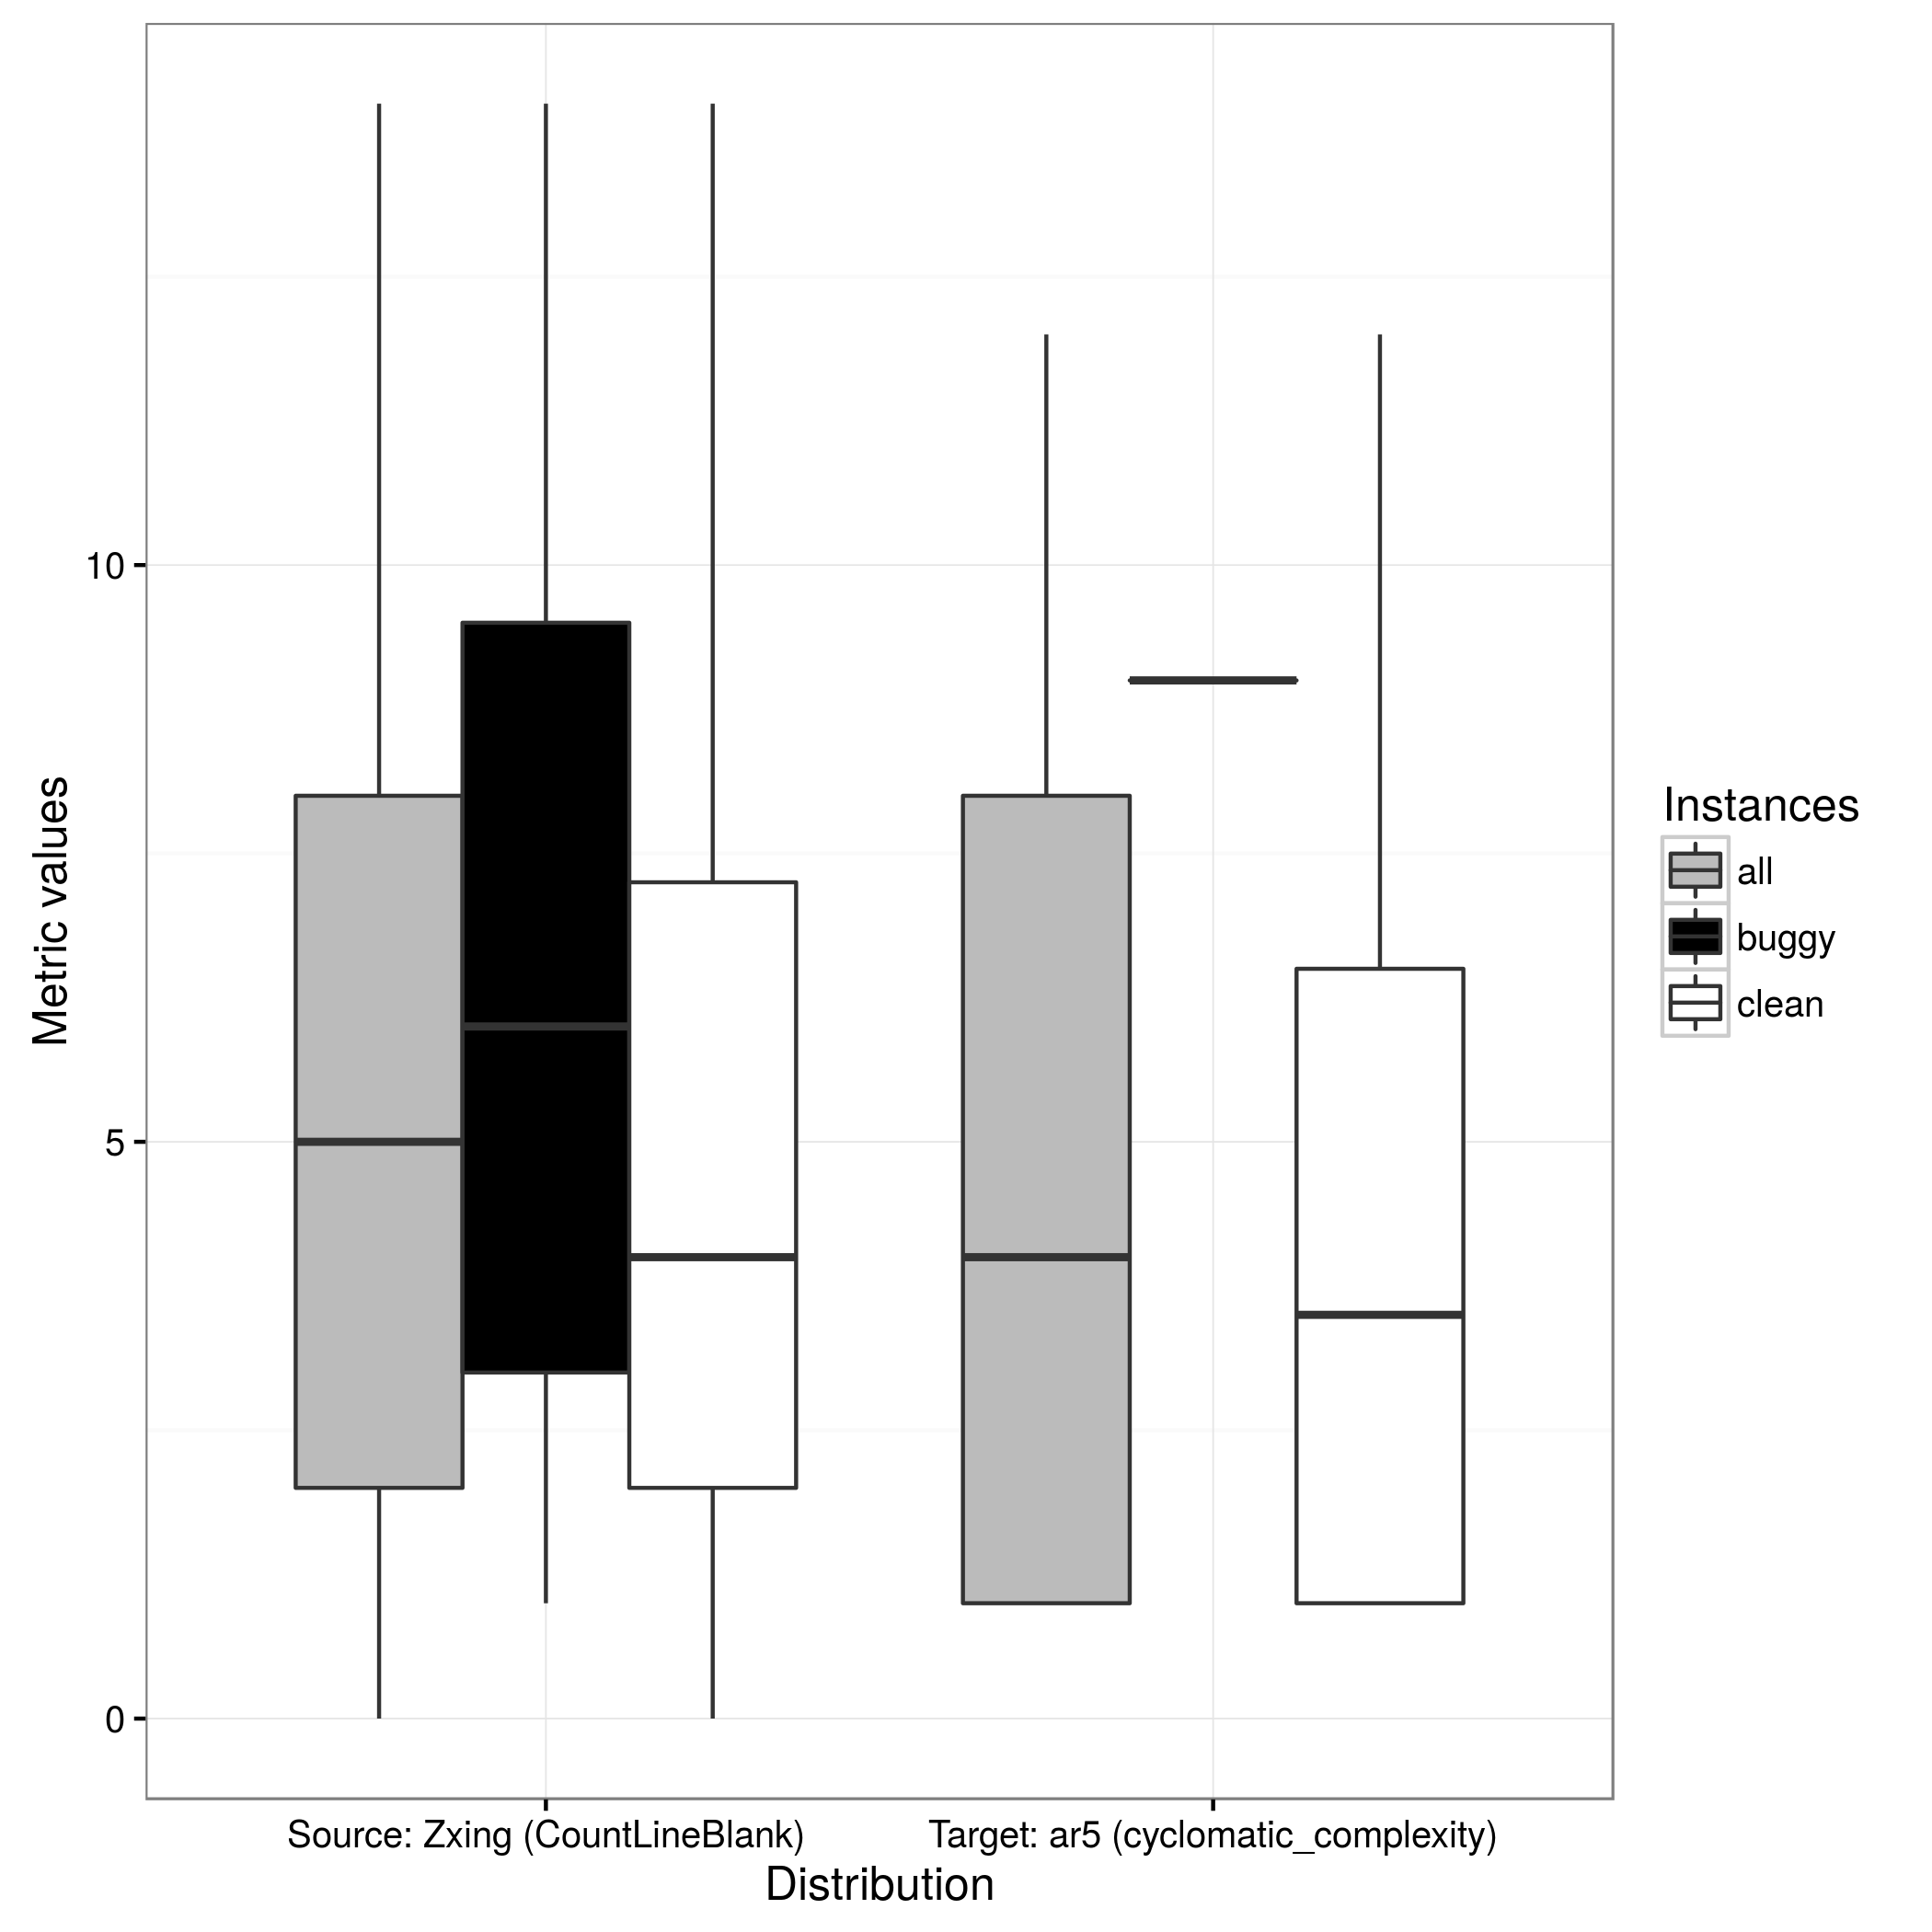 Metric values
10
5
0
Source: Zxing (CountLineBlank)
Target: ar5 (cyclomatic_complexity)
Distribution
Instances
all
buggy
clean